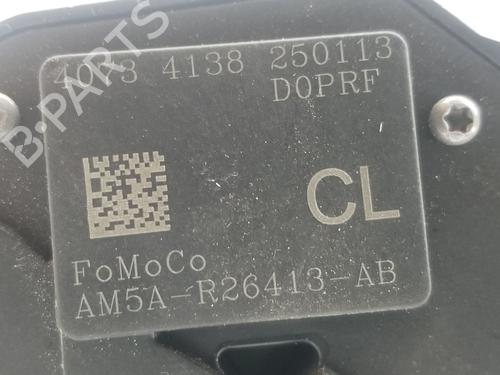 4138 250113
D0PRF
CL
FoMoCo
AM5A-R26413-AB
B-PARTS